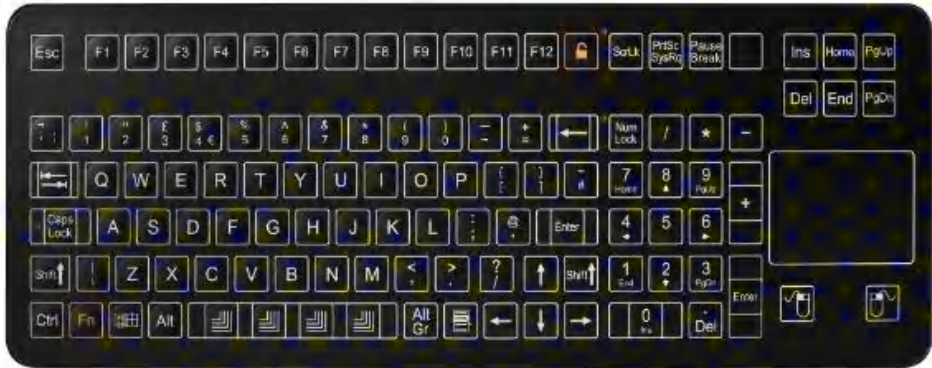 Esc F1 F2 F3 F4 F5 F6 F7 F8 F9 F10 F11 F12 ScrLk PrtSc SysRq Pause Break Ins Home PgUp
Del End PgDn
! 1 " 2 £ 3 $ 4 € % 5 ^ 6 & 7 * 8 ( 9 ) 0 - + = ← Num Lock / * -
Q W E R T Y U I O P { [ } ] ~ # 7 Home 8 9 PgUp +
Caps Lock A S D F G H J K L : ; @ ' Enter 4 5 6
Shift | Z X C V B N M < , > . ? / ↑ Shift 1 End 2 3 PgDn Enter
Ctrl Fn Alt Alt Gr ← ↓ → 0 Ins . Del